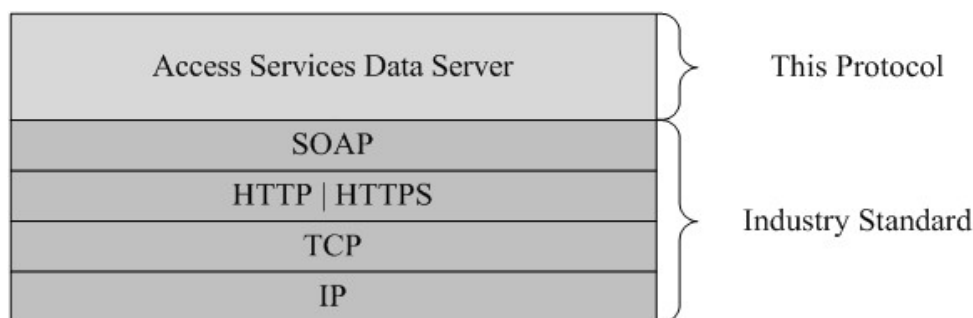 Access Services Data Server
This Protocol
SOAP
HTTP | HTTPS
TCP
IP
Industry Standard